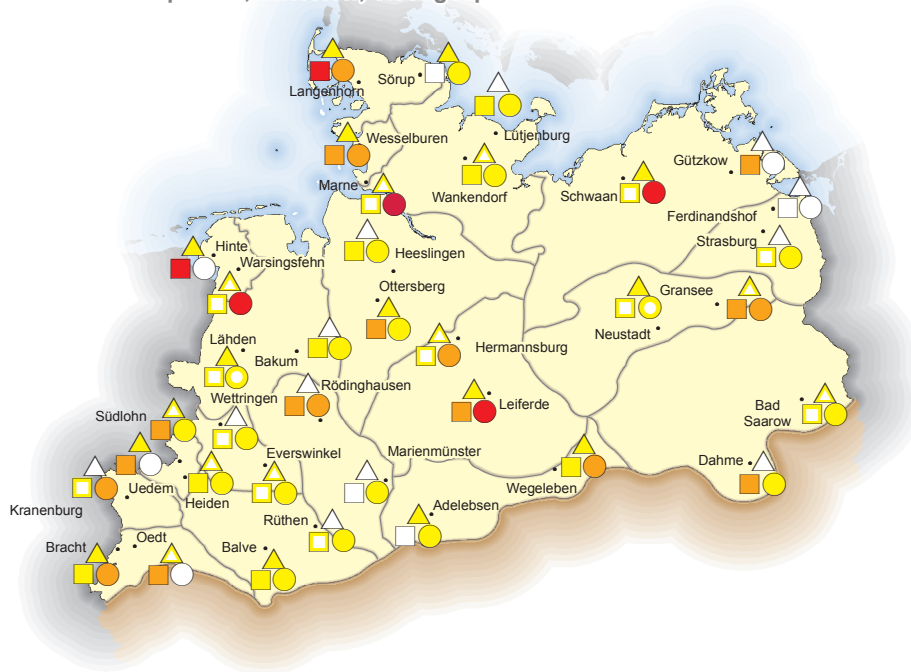 Langenhorn
Sörup
Lütjenburg
Wesselburen
Wankendorf
Marne
Gützkow
Schwaan
Ferdinandshof
Strasburg
Heeslingen
Hinte
Warsingsfehn
Ottersberg
Gransee
Neustadt
Hermannsburg
Lähden
Bakum
Rödinghausen
Wettringen
Leiferde
Südlohn
Bad
Saarow
Everswinkel
Marienmünster
Dahme
Wegeleben
Uedem
Heiden
Kranenburg
Adelebsen
Rüthen
Oedt
Bracht
Balve